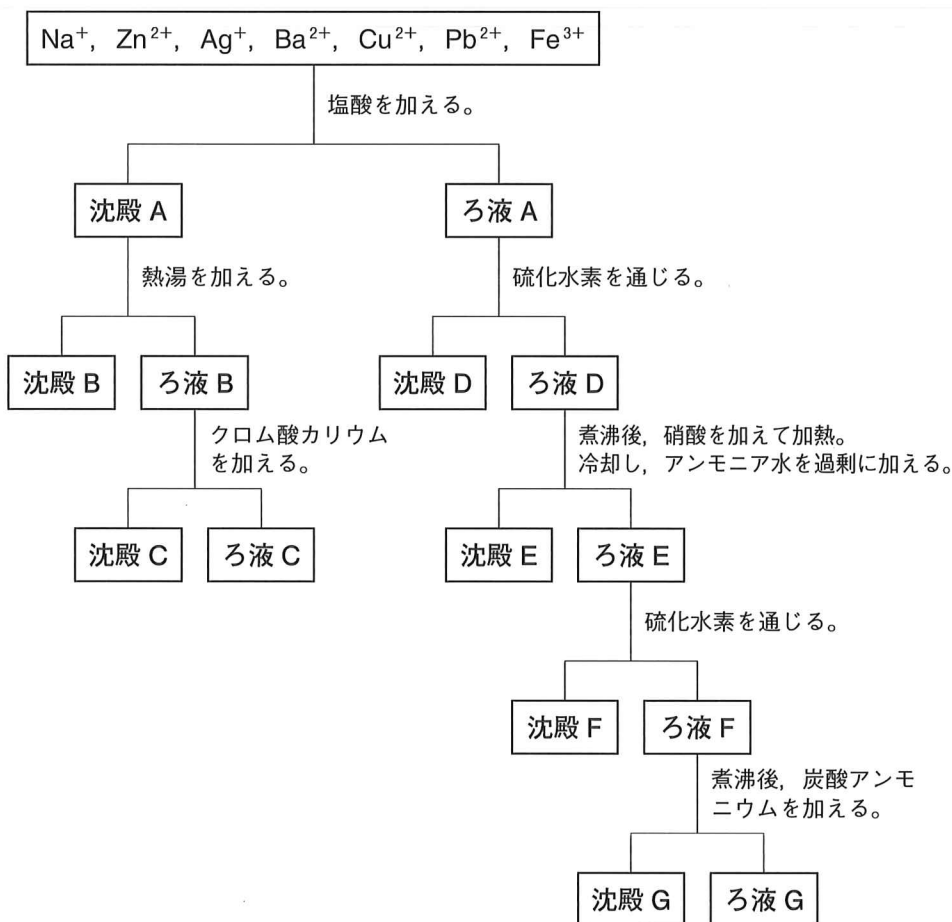 Na⁺, Zn²⁺, Ag⁺, Ba²⁺, Cu²⁺, Pb²⁺, Fe³⁺
塩酸を加える。
沈殿 A
ろ液 A
熱湯を加える。
硫化水素を通じる。
沈殿 B
ろ液 B
沈殿 D
ろ液 D
クロム酸カリウム
を加える。
煮沸後，硝酸を加えて加熱。
冷却し，アンモニア水を過剰に加える。
沈殿 C
ろ液 C
沈殿 E
ろ液 E
硫化水素を通じる。
沈殿 F
ろ液 F
煮沸後，炭酸アンモ
ニウムを加える。
沈殿 G
ろ液 G